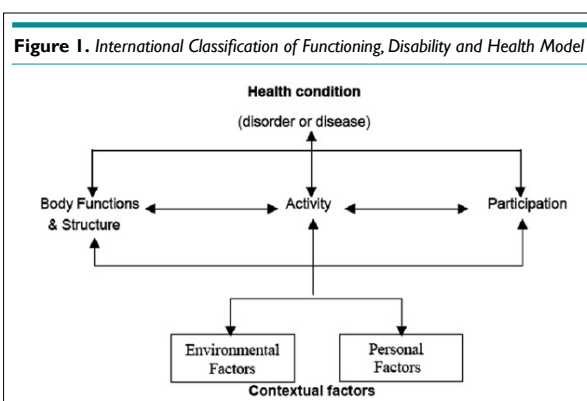 Figure 1. International Classification of Functioning, Disability and Health Model
Health condition
(disorder or disease)
Body Functions
& Structure
Activity
Participation
Environmental
Factors
Personal
Factors
Contextual factors